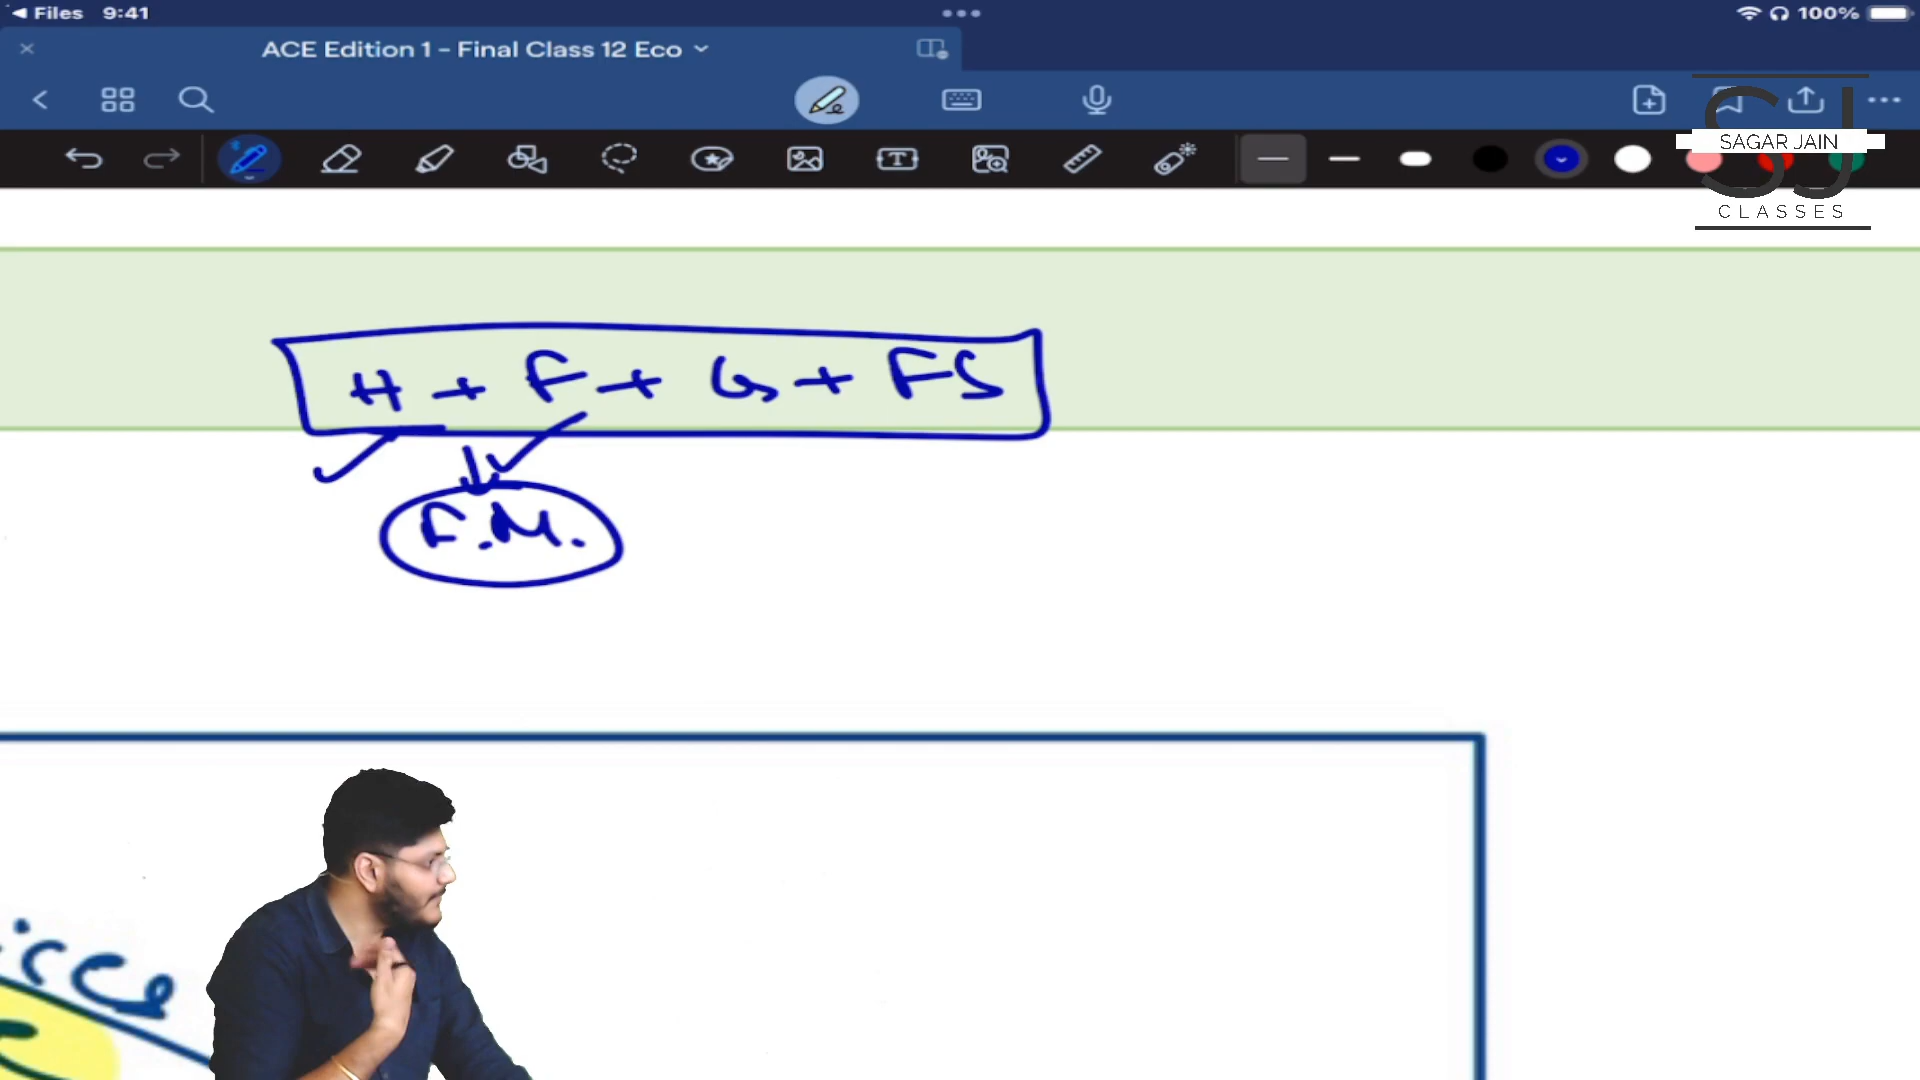 Files 9:41 100%
ACE Edition 1 - Final Class 12 Eco
SAGAR JAIN
CLASSES
H + F + G + FS
F.M.